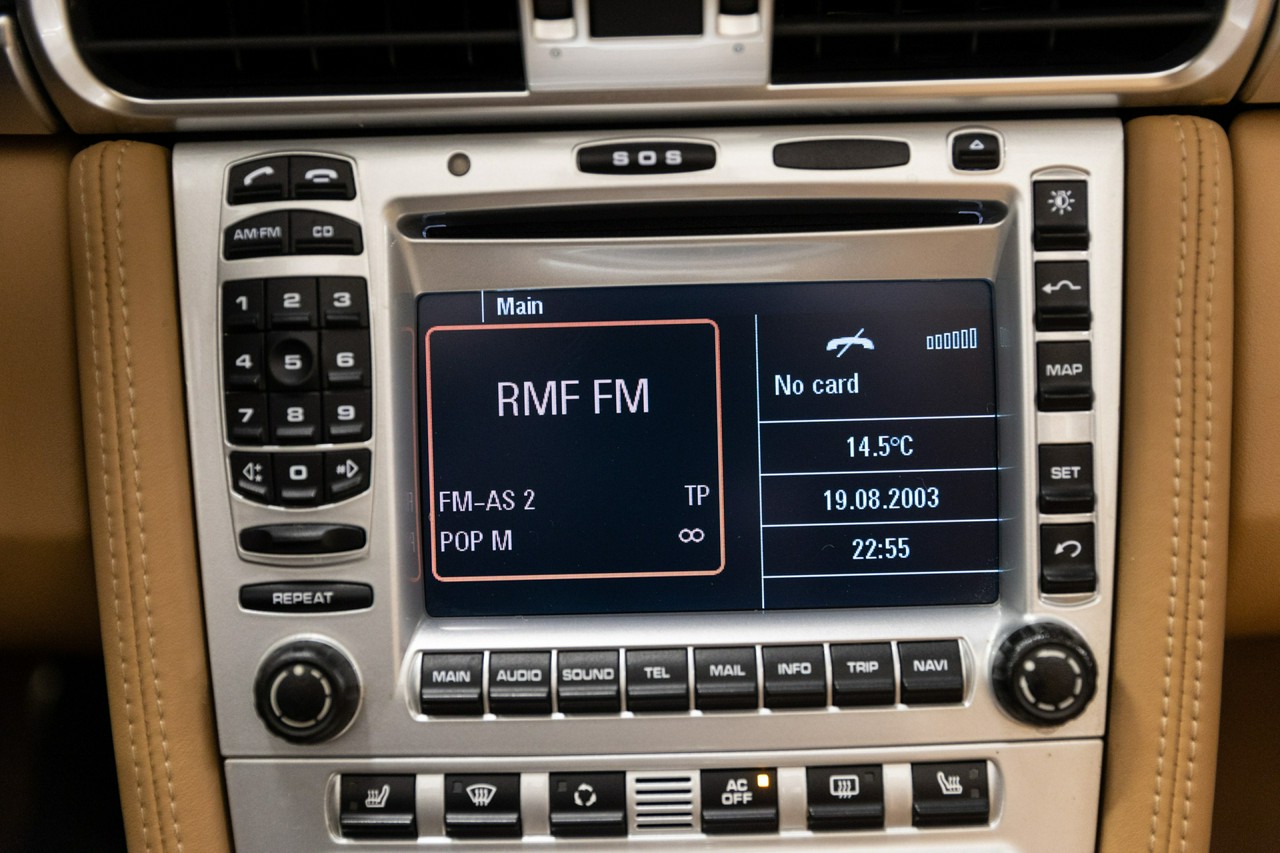 SOS
AM·FM CD
1 2 3
4 5 6
7 8 9
0
REPEAT
Main
RMF FM
FM-AS 2 TP
POP M ∞
No card
14.5°C
19.08.2003
22:55
MAP
SET
MAIN AUDIO SOUND TEL MAIL INFO TRIP NAVI
AC
OFF